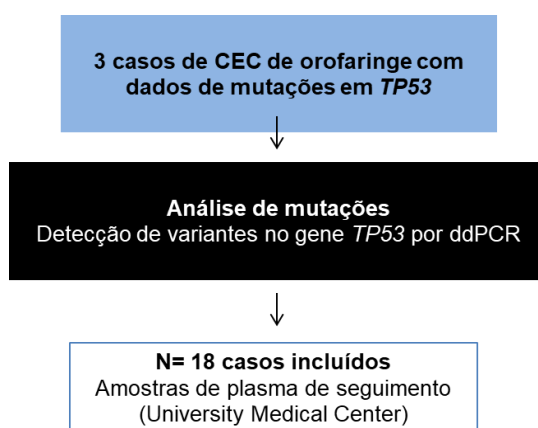 3 casos de CEC de orofaringe com
dados de mutações em TP53
Análise de mutações
Detecção de variantes no gene TP53 por ddPCR
N= 18 casos incluídos
Amostras de plasma de seguimento
(University Medical Center)